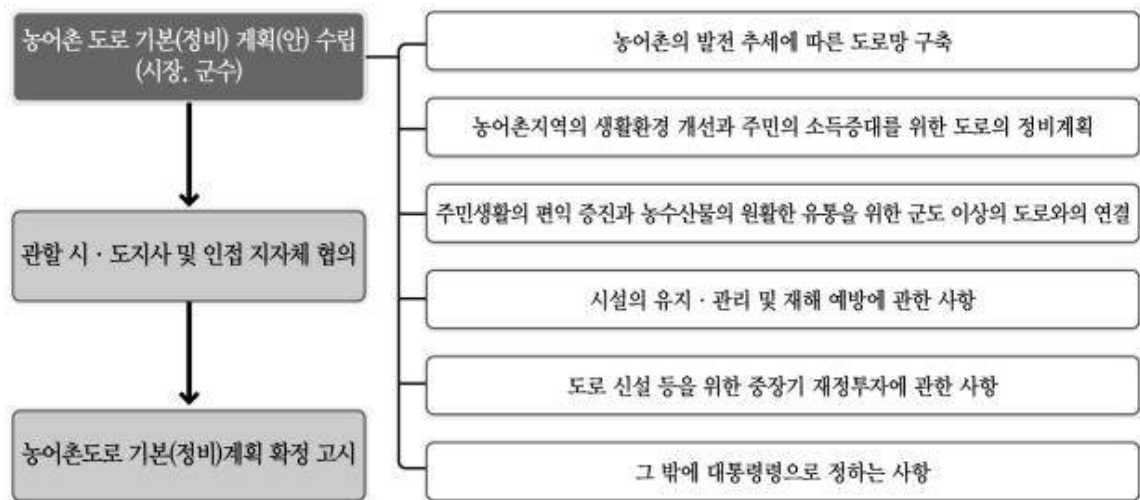 농어촌 도로 기본(정비) 계획(안) 수립
(시장, 군수)
관할 시 · 도지사 및 인접 지자체 협의
농어촌도로 기본(정비)계획 확정 고시
농어촌의 발전 추세에 따른 도로망 구축
농어촌지역의 생활환경 개선과 주민의 소득증대를 위한 도로의 정비계획
주민생활의 편익 증진과 농수산물의 원활한 유통을 위한 군도 이상의 도로와의 연결
시설의 유지 · 관리 및 재해 예방에 관한 사항
도로 신설 등을 위한 중장기 재정투자에 관한 사항
그 밖에 대통령령으로 정하는 사항